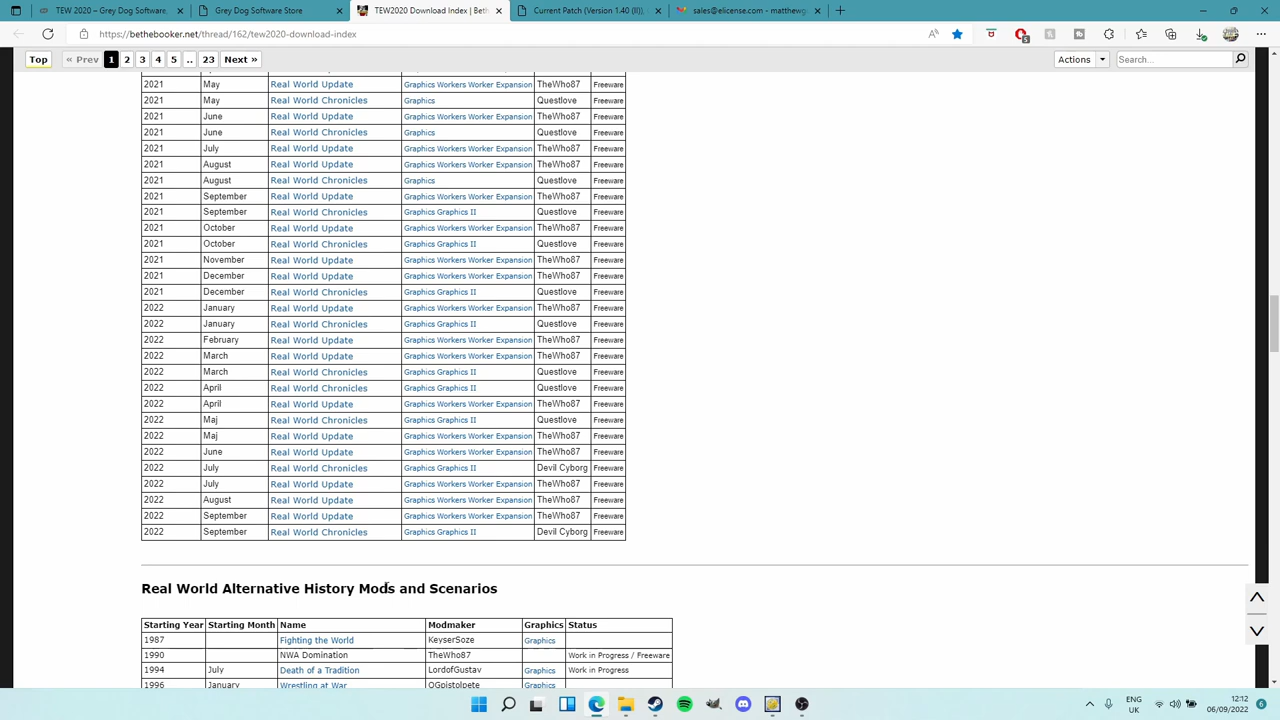 TEW 2020 – Grey Dog Software,
Grey Dog Software Store
TEW2020 Download Index | Beth
Current Patch (Version 1.40 (II)),
sales@elicense.com - matthewg
https://bethebooker.net/thread/162/tew2020-download-index
Top « Prev 1 2 3 4 5 .. 23 Next » Actions Search...
2021 May Real World Update Graphics Workers Worker Expansion TheWho87 Freeware
2021 May Real World Chronicles Graphics Questlove Freeware
2021 June Real World Update Graphics Workers Worker Expansion TheWho87 Freeware
2021 June Real World Chronicles Graphics Questlove Freeware
2021 July Real World Update Graphics Workers Worker Expansion TheWho87 Freeware
2021 August Real World Update Graphics Workers Worker Expansion TheWho87 Freeware
2021 August Real World Chronicles Graphics Questlove Freeware
2021 September Real World Update Graphics Workers Worker Expansion TheWho87 Freeware
2021 September Real World Chronicles Graphics Graphics II Questlove Freeware
2021 October Real World Update Graphics Workers Worker Expansion TheWho87 Freeware
2021 October Real World Chronicles Graphics Graphics II Questlove Freeware
2021 November Real World Update Graphics Workers Worker Expansion TheWho87 Freeware
2021 December Real World Update Graphics Workers Worker Expansion TheWho87 Freeware
2021 December Real World Chronicles Graphics Graphics II Questlove Freeware
2022 January Real World Update Graphics Workers Worker Expansion TheWho87 Freeware
2022 January Real World Chronicles Graphics Graphics II Questlove Freeware
2022 February Real World Update Graphics Workers Worker Expansion TheWho87 Freeware
2022 March Real World Update Graphics Workers Worker Expansion TheWho87 Freeware
2022 March Real World Chronicles Graphics Graphics II Questlove Freeware
2022 April Real World Chronicles Graphics Graphics II Questlove Freeware
2022 April Real World Update Graphics Workers Worker Expansion TheWho87 Freeware
2022 Maj Real World Chronicles Graphics Graphics II Questlove Freeware
2022 Maj Real World Update Graphics Workers Worker Expansion TheWho87 Freeware
2022 June Real World Update Graphics Workers Worker Expansion TheWho87 Freeware
2022 July Real World Chronicles Graphics Graphics II Devil Cyborg Freeware
2022 July Real World Update Graphics Workers Worker Expansion TheWho87 Freeware
2022 August Real World Update Graphics Workers Worker Expansion TheWho87 Freeware
2022 September Real World Update Graphics Workers Worker Expansion TheWho87 Freeware
2022 September Real World Chronicles Graphics Graphics II Devil Cyborg Freeware
Real World Alternative History Mods and Scenarios
Starting Year Starting Month Name Modmaker Graphics Status
1987 Fighting the World KeyserSoze Graphics
1990 NWA Domination TheWho87 Work in Progress / Freeware
1994 July Death of a Tradition LordofGustav Graphics Work in Progress
1996 January Wrestling at War OGpistolpete Graphics
ENG
UK
12:12
06/09/2022